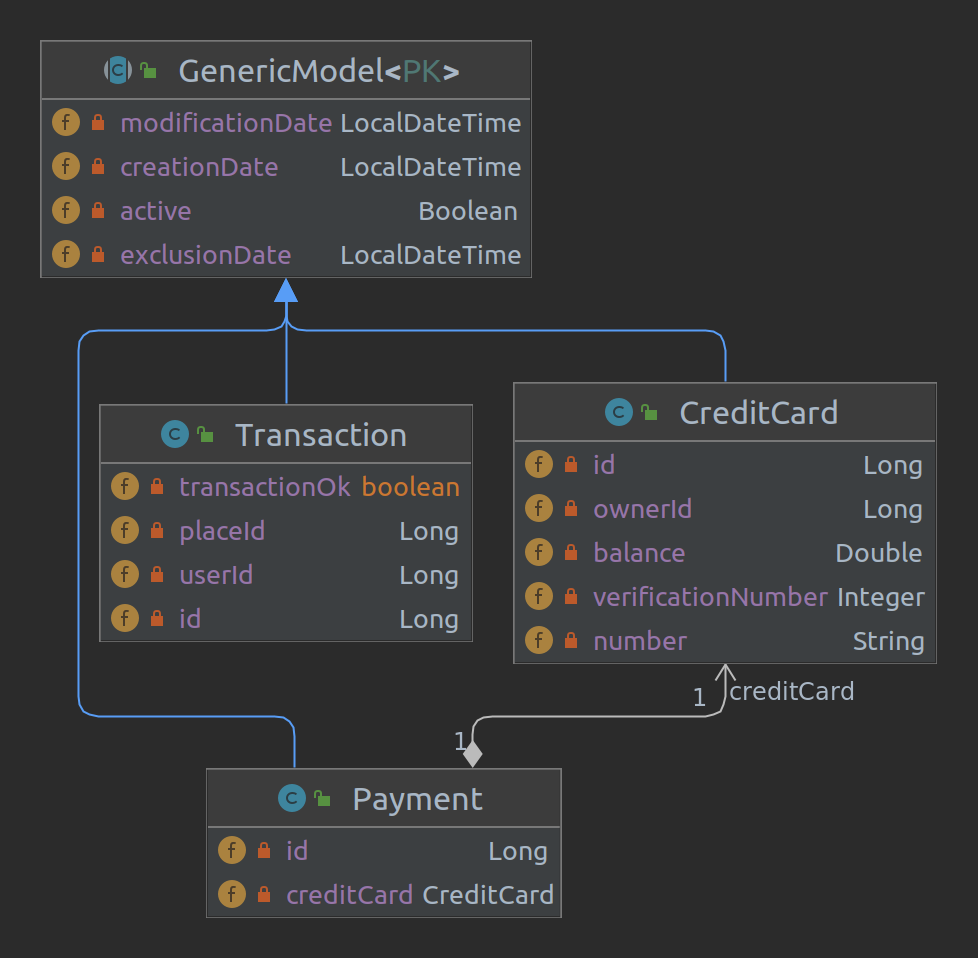 GenericModel<PK>
modificationDate LocalDateTime
creationDate LocalDateTime
active Boolean
exclusionDate LocalDateTime
Transaction
transactionOk boolean
placeId Long
userId Long
id Long
CreditCard
id Long
ownerId Long
balance Double
verificationNumber Integer
number String
1 creditCard
1
Payment
id Long
creditCard CreditCard